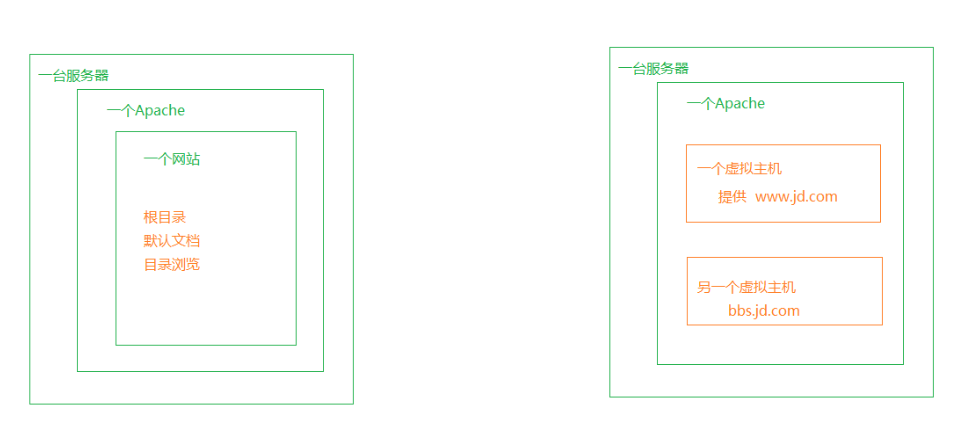 一台服务器
一个Apache
一个网站
根目录
默认文档
目录浏览
一台服务器
一个Apache
一个虚拟主机
提供 www.jd.com
另一个虚拟主机
bbs.jd.com